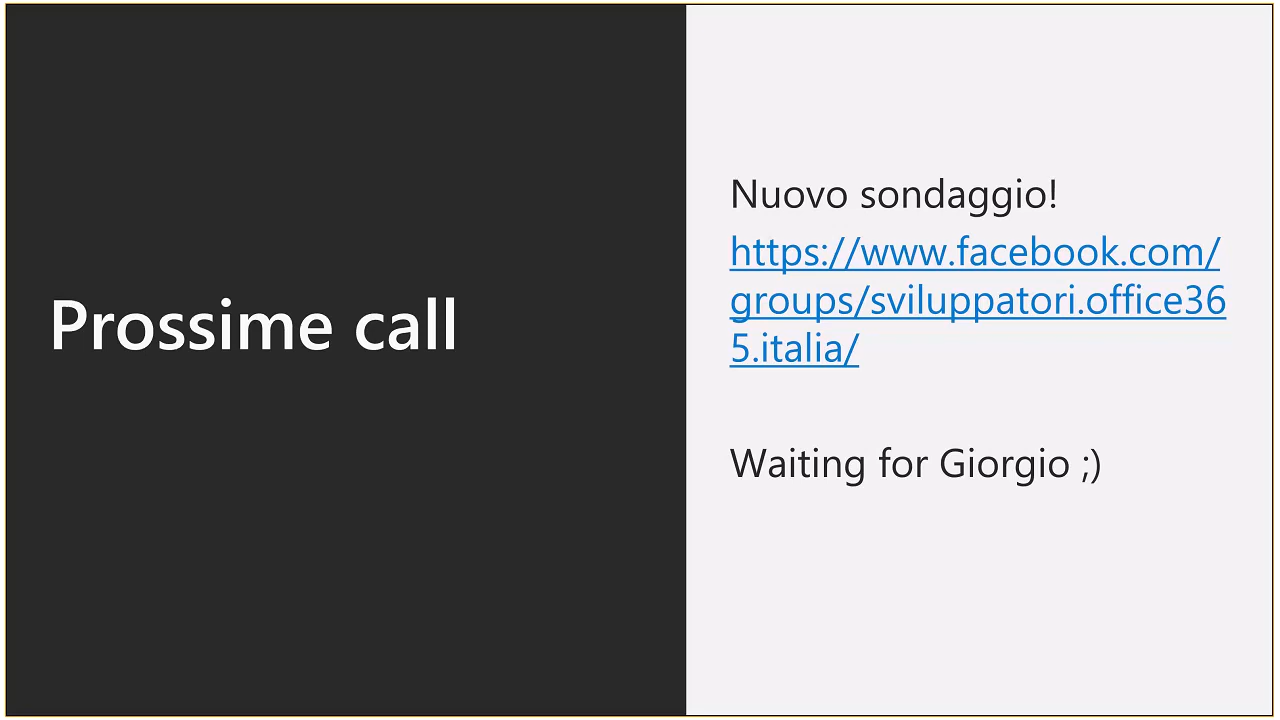 Prossime call
Nuovo sondaggio!
https://www.facebook.com/
groups/sviluppatori.office36
5.italia/
Waiting for Giorgio ;)